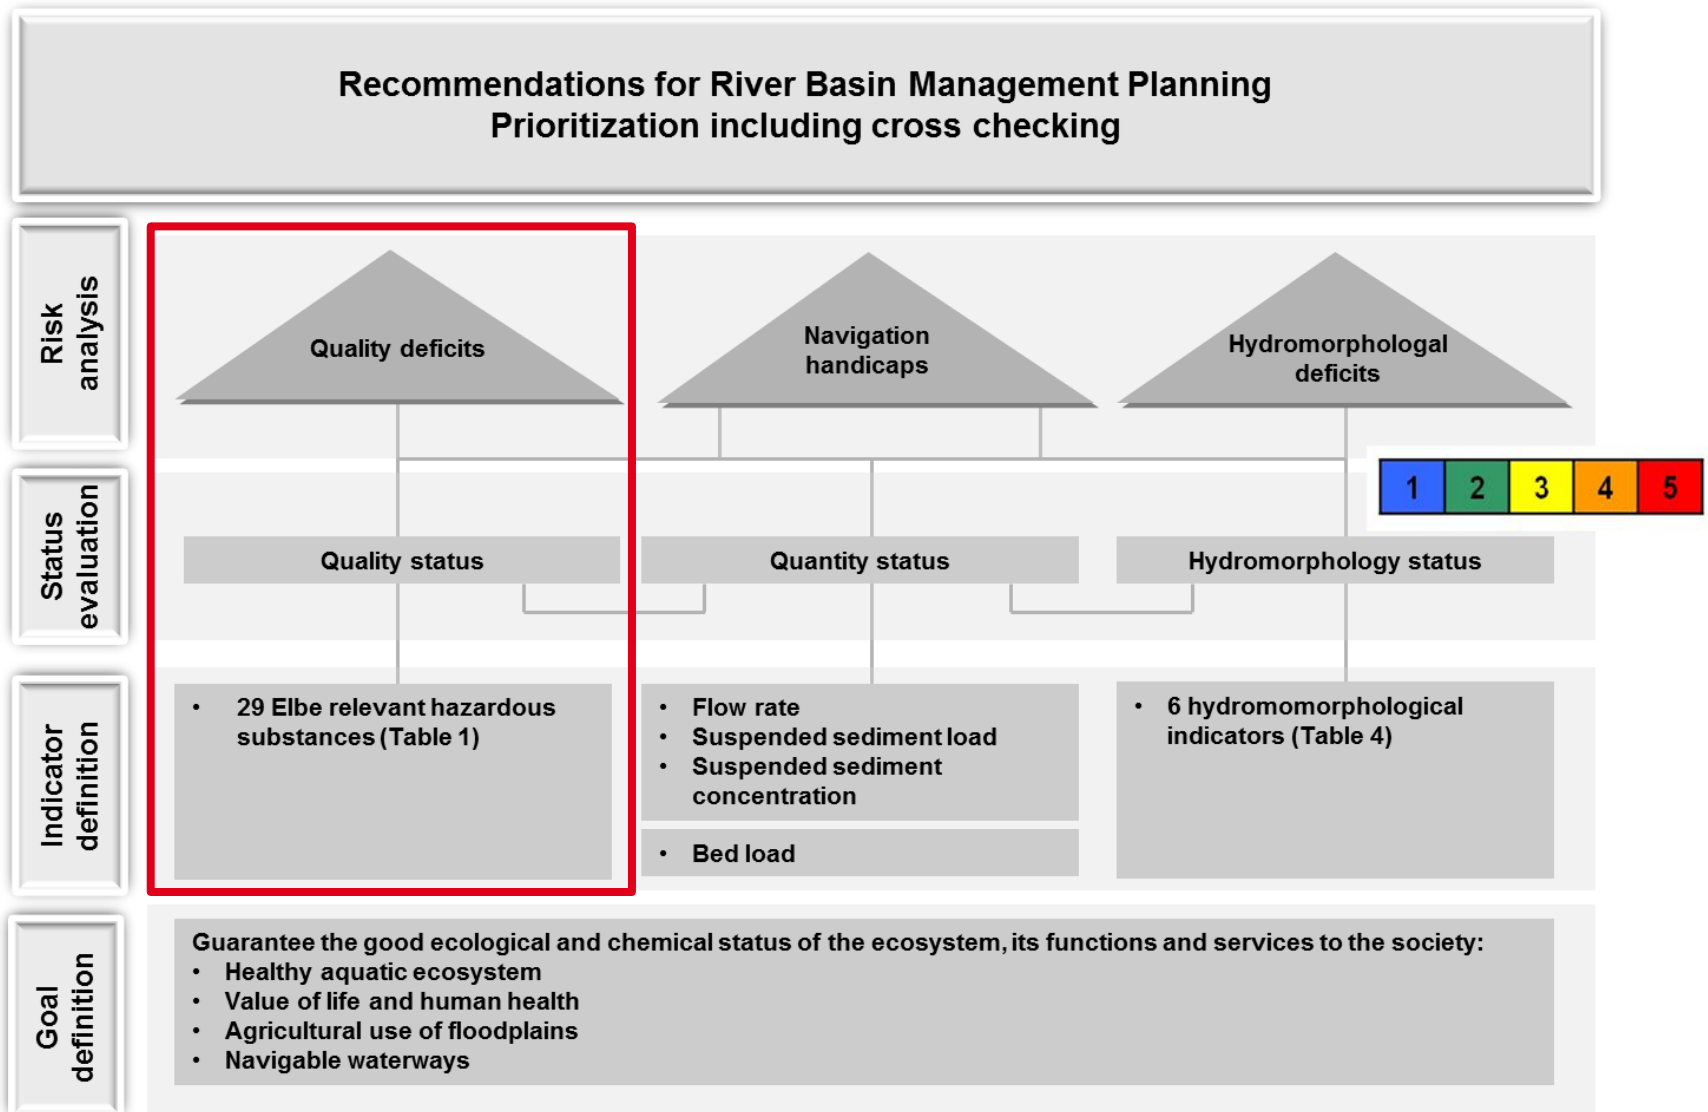 Recommendations for River Basin Management Planning
Prioritization including cross checking
Risk
analysis
Quality deficits
Navigation
handicaps
Hydromorphologal
deficits
1 2 3 4 5
Status
evaluation
Quality status
Quantity status
Hydromorphology status
Indicator
definition
• 29 Elbe relevant hazardous
substances (Table 1)
• Flow rate
• Suspended sediment load
• Suspended sediment
concentration
• Bed load
• 6 hydromomorphological
indicators (Table 4)
Goal
definition
Guarantee the good ecological and chemical status of the ecosystem, its functions and services to the society:
• Healthy aquatic ecosystem
• Value of life and human health
• Agricultural use of floodplains
• Navigable waterways